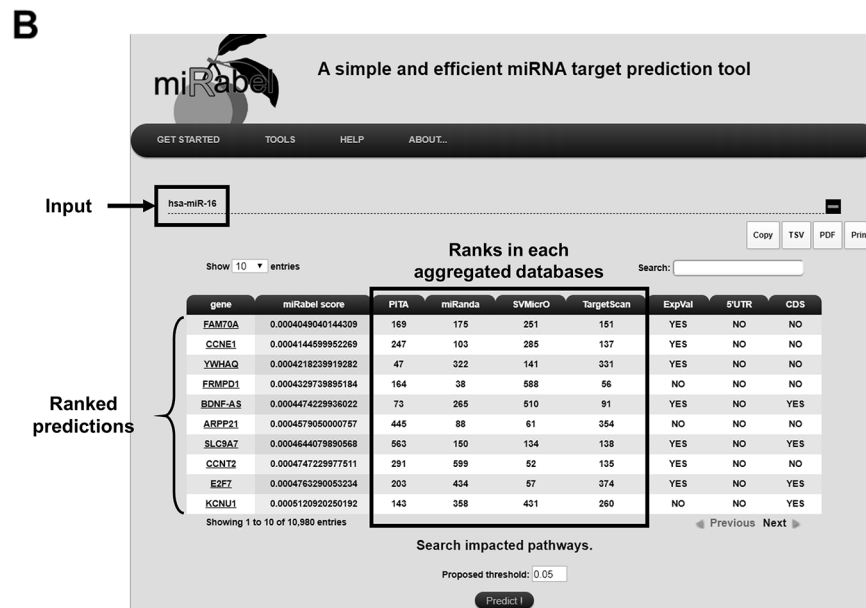 B
miRabel
A simple and efficient miRNA target prediction tool
GET STARTED TOOLS HELP ABOUT...
Input
hsa-miR-16
Copy TSV PDF Prin
Ranks in each
aggregated databases
Show 10 entries
Search:
gene miRabel score PITA miRanda SVMicrO TargetScan ExpVal 5'UTR CDS
FAM70A 0.0004049040144309 169 175 251 151 YES NO NO
CCNE1 0.0004144599952269 247 103 285 137 YES NO NO
YWHAQ 0.0004218239919282 47 322 141 331 YES NO NO
FRMPD1 0.0004329739895184 164 38 588 56 NO NO NO
BDNF-AS 0.0004474229936022 73 265 510 91 YES NO YES
ARPP21 0.0004579050000757 445 88 61 354 NO NO NO
SLC9A7 0.0004644079890568 563 150 134 138 YES NO YES
CCNT2 0.0004747229977511 291 599 52 135 YES NO NO
E2F7 0.0004763290053234 203 434 57 374 YES NO YES
KCNU1 0.0005120920250192 143 358 431 260 NO NO YES
Ranked
predictions
Showing 1 to 10 of 10,980 entries
Previous Next
Search impacted pathways.
Proposed threshold: 0.05
Predict !